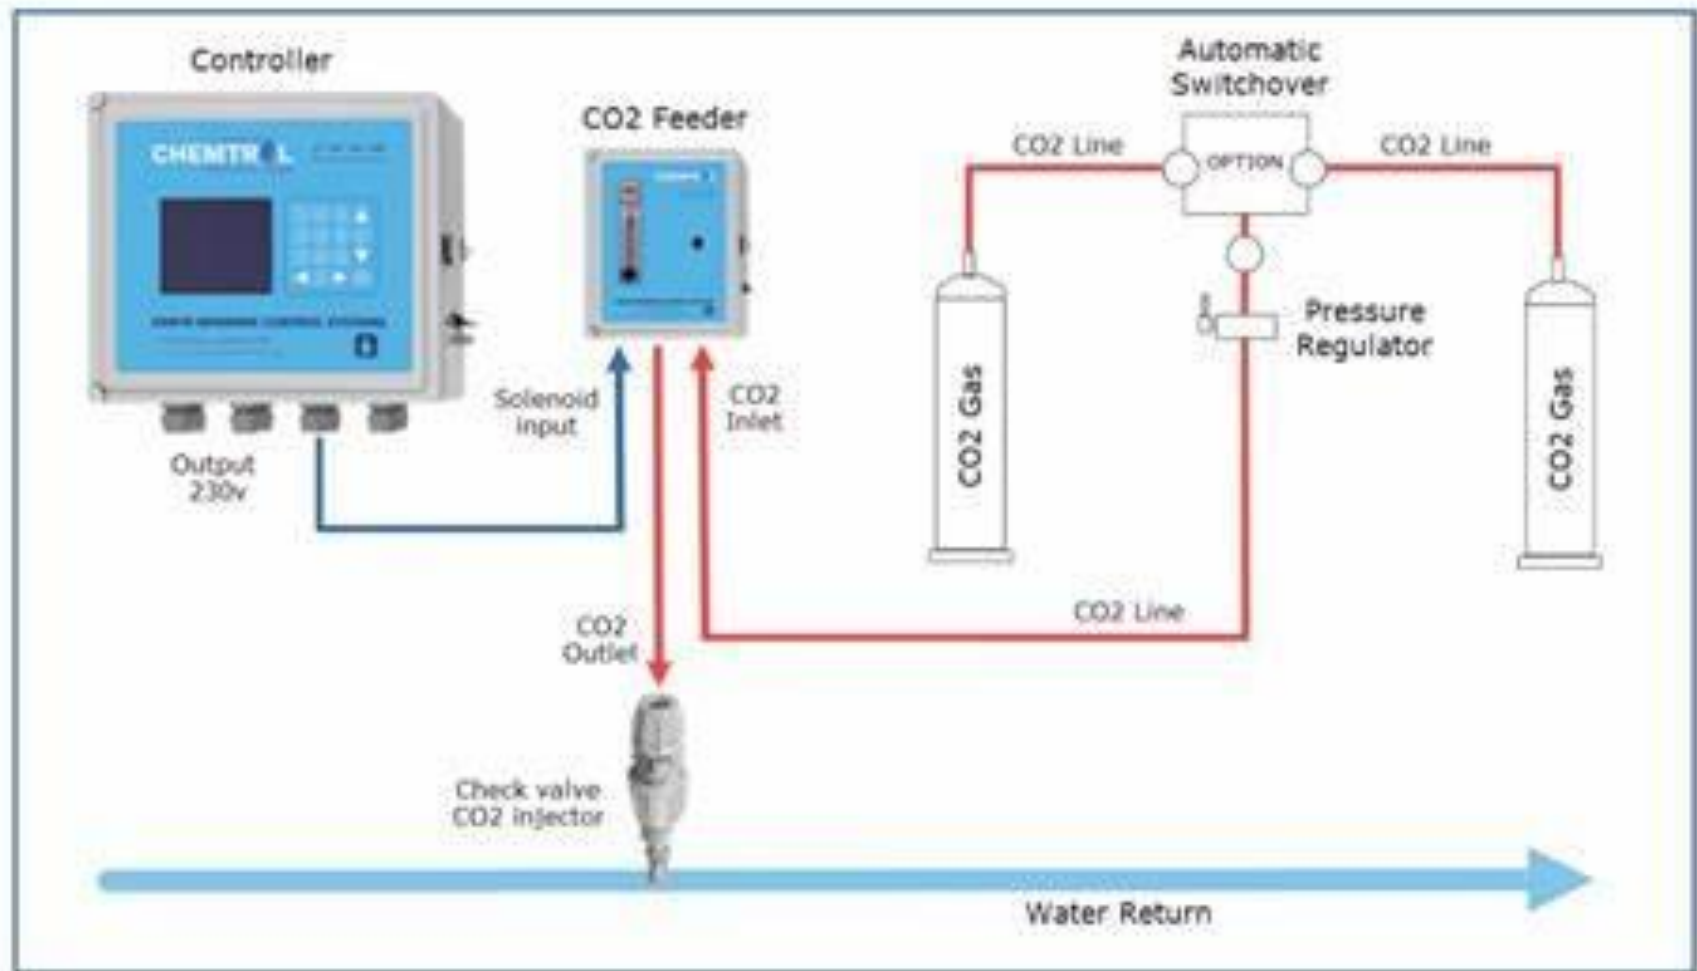 Controller
CHEMTROL
Output
230v
CO2 Feeder
Solenoid
input
CO2
Inlet
CO2
Outlet
Check valve
CO2 injector
Automatic
Switchover
CO2 Line
OPTION
CO2 Line
Pressure
Regulator
CO2 Gas
CO2 Gas
CO2 Line
Water Return